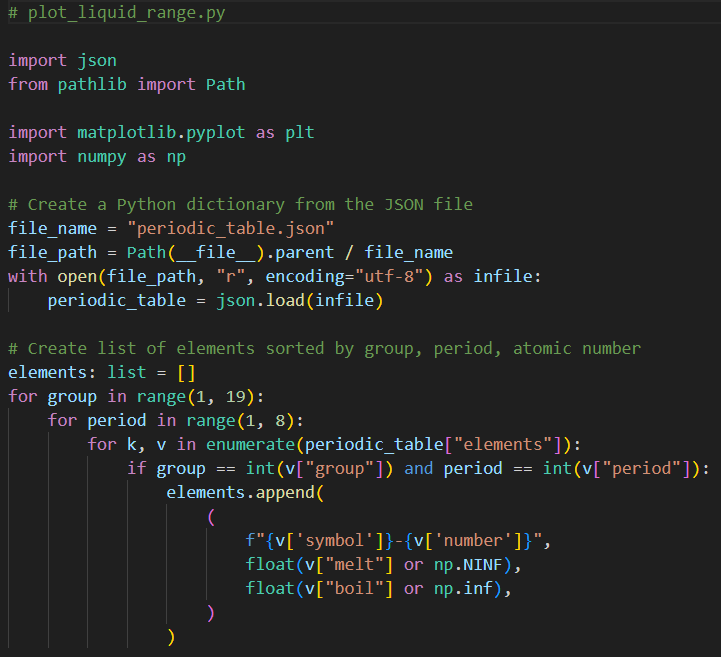 # plot_liquid_range.py
import json
from pathlib import Path
import matplotlib.pyplot as plt
import numpy as np
# Create a Python dictionary from the JSON file
file_name = "periodic_table.json"
file_path = Path(__file__).parent / file_name
with open(file_path, "r", encoding="utf-8") as infile:
    periodic_table = json.load(infile)
# Create list of elements sorted by group, period, atomic number
elements: list = []
for group in range(1, 19):
    for period in range(1, 8):
        for k, v in enumerate(periodic_table["elements"]):
            if group == int(v["group"]) and period == int(v["period"]):
                elements.append(
                    (
                        f"{v['symbol']}-{v['number']}",
                        float(v["melt"] or np.NINF),
                        float(v["boil"] or np.inf),
                    )
                )